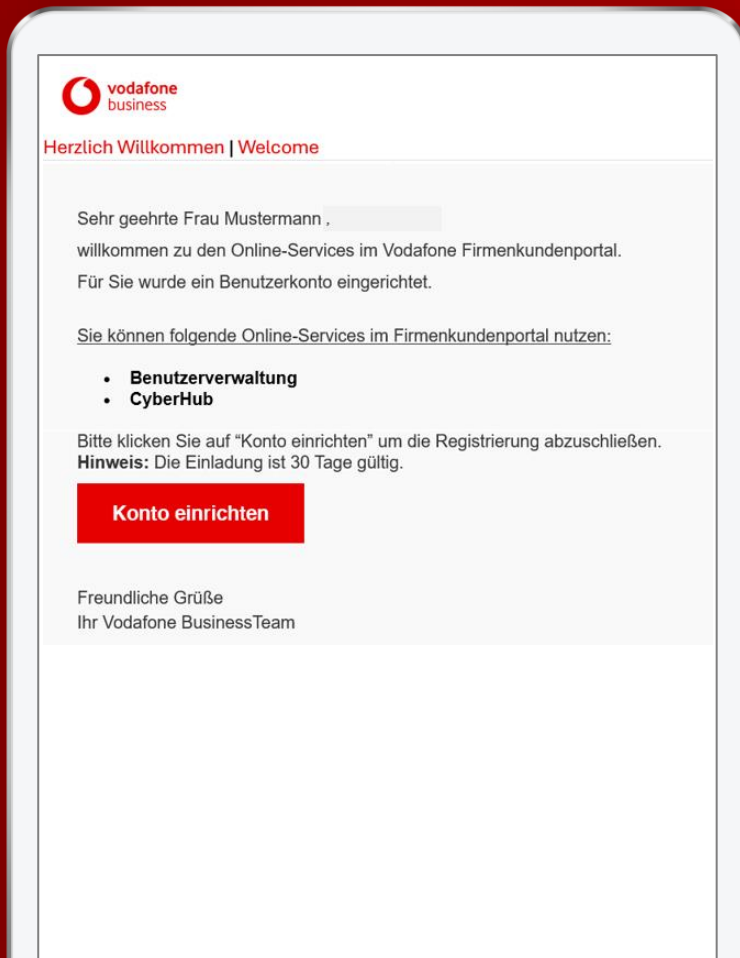 vodafone
business
Herzlich Willkommen | Welcome
Sehr geehrte Frau Mustermann ,
willkommen zu den Online-Services im Vodafone Firmenkundenportal.
Für Sie wurde ein Benutzerkonto eingerichtet.
Sie können folgende Online-Services im Firmenkundenportal nutzen:
• Benutzerverwaltung
• CyberHub
Bitte klicken Sie auf “Konto einrichten” um die Registrierung abzuschließen.
Hinweis: Die Einladung ist 30 Tage gültig.
Konto einrichten
Freundliche Grüße
Ihr Vodafone BusinessTeam